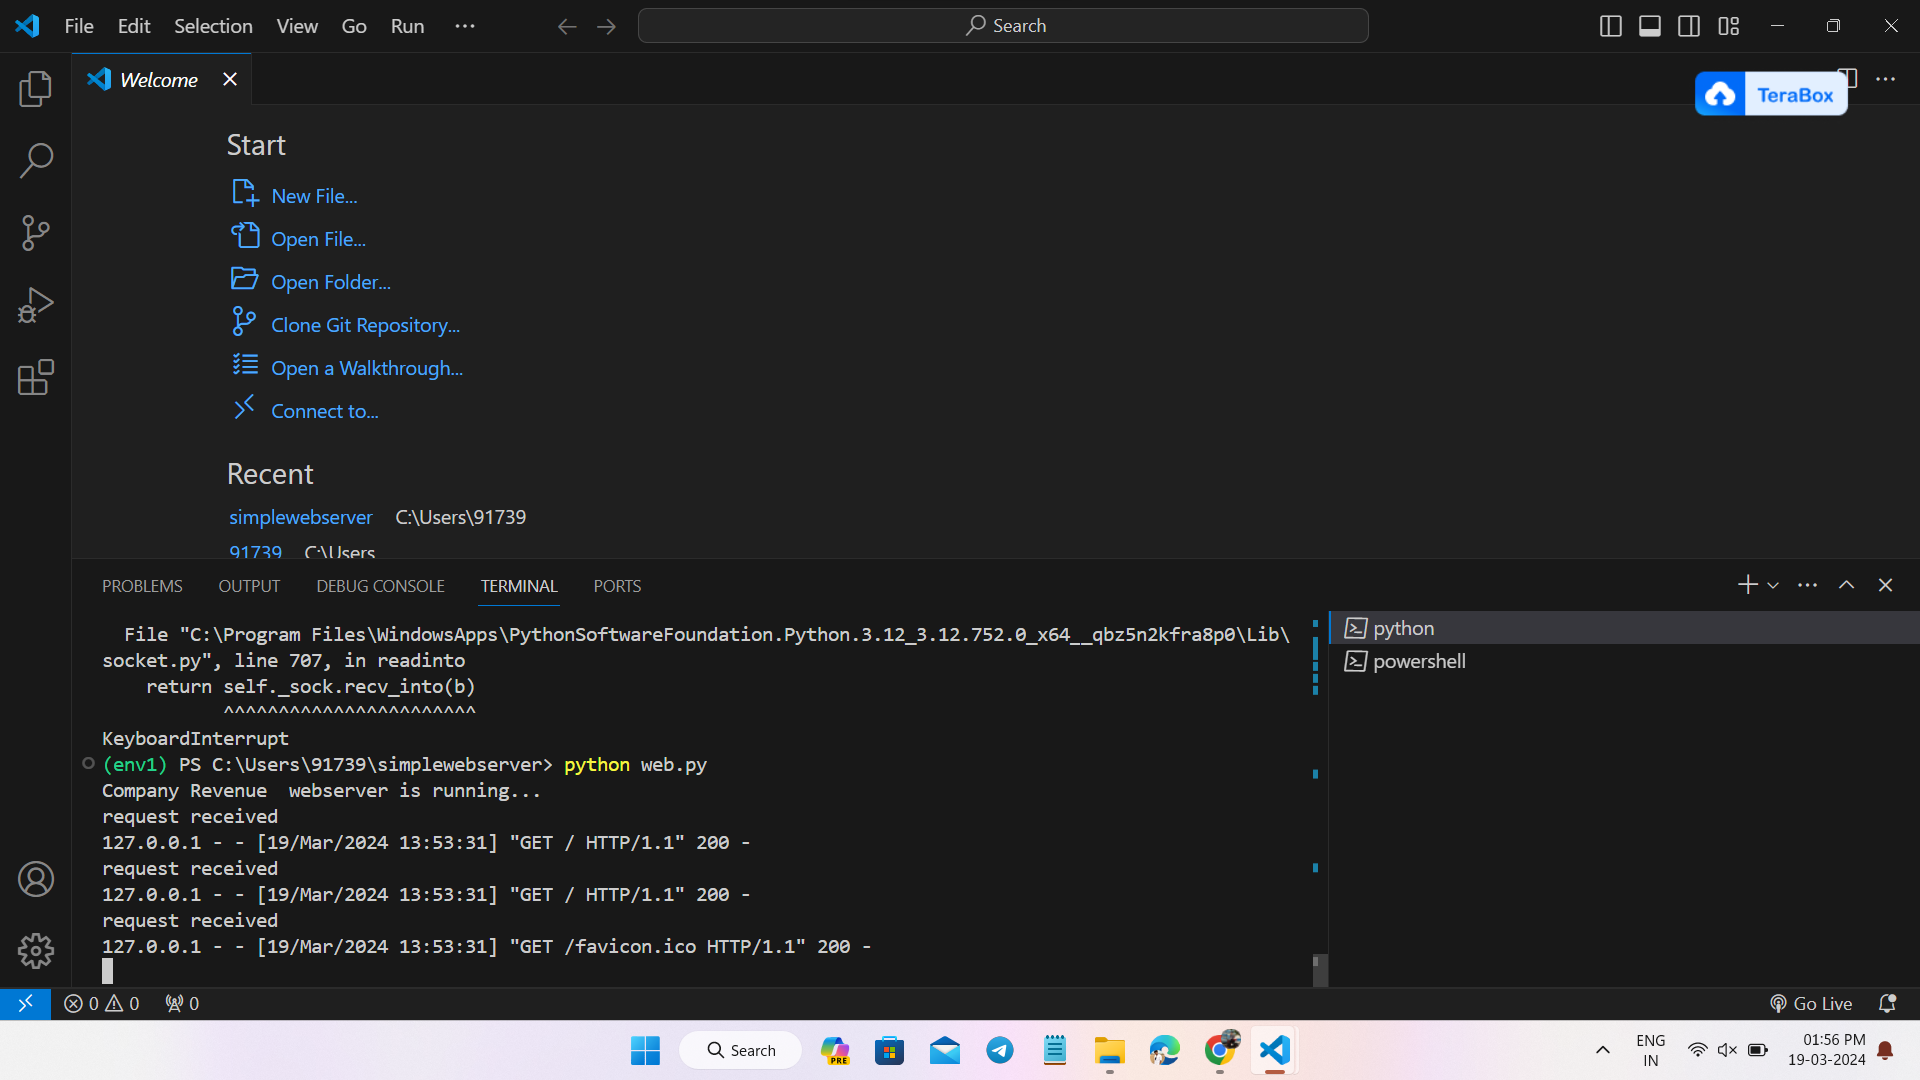 File Edit Selection View Go Run ··· Search
Welcome
TeraBox
Start
New File...
Open File...
Open Folder...
Clone Git Repository...
Open a Walkthrough...
Connect to...
Recent
simplewebserver C:\Users\91739
91739 C:\Users
PROBLEMS OUTPUT DEBUG CONSOLE TERMINAL PORTS
File "C:\Program Files\WindowsApps\PythonSoftwareFoundation.Python.3.12_3.12.752.0_x64__qbz5n2kfra8p0\Lib\
socket.py", line 707, in readinto
return self._sock.recv_into(b)
^^^^^^^^^^^^^^^^^^^^^^^
KeyboardInterrupt
(env1) PS C:\Users\91739\simplewebserver> python web.py
Company Revenue  webserver is running...
request received
127.0.0.1 - - [19/Mar/2024 13:53:31] "GET / HTTP/1.1" 200 -
request received
127.0.0.1 - - [19/Mar/2024 13:53:31] "GET / HTTP/1.1" 200 -
request received
127.0.0.1 - - [19/Mar/2024 13:53:31] "GET /favicon.ico HTTP/1.1" 200 -
python
powershell
0 0 0 Go Live
Search
PRE
ENG
IN
01:56 PM
19-03-2024